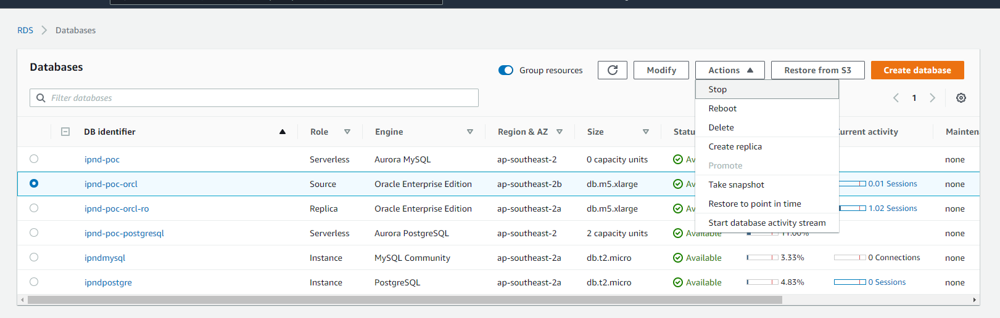 RDS > Databases
Databases
Group resources
Modify
Actions
Restore from S3
Create database
Filter databases
1
Stop
Reboot
Delete
Create replica
Promote
Take snapshot
Restore to point in time
Start database activity stream
DB identifier Role Engine Region & AZ Size Statu urrent activity Mainten
ipnd-poc Serverless Aurora MySQL ap-southeast-2 0 capacity units Av none
ipnd-poc-orcl Source Oracle Enterprise Edition ap-southeast-2b db.m5.xlarge Av 0.01 Sessions none
ipnd-poc-orcl-ro Replica Oracle Enterprise Edition ap-southeast-2a db.m5.xlarge Av 1.02 Sessions none
ipnd-poc-postgresql Serverless Aurora PostgreSQL ap-southeast-2 2 capacity units Available 11.00% none
ipndmysql Instance MySQL Community ap-southeast-2a db.t2.micro Available 3.33% 0 Connections none
ipndpostgre Instance PostgreSQL ap-southeast-2a db.t2.micro Available 4.83% 0 Sessions none